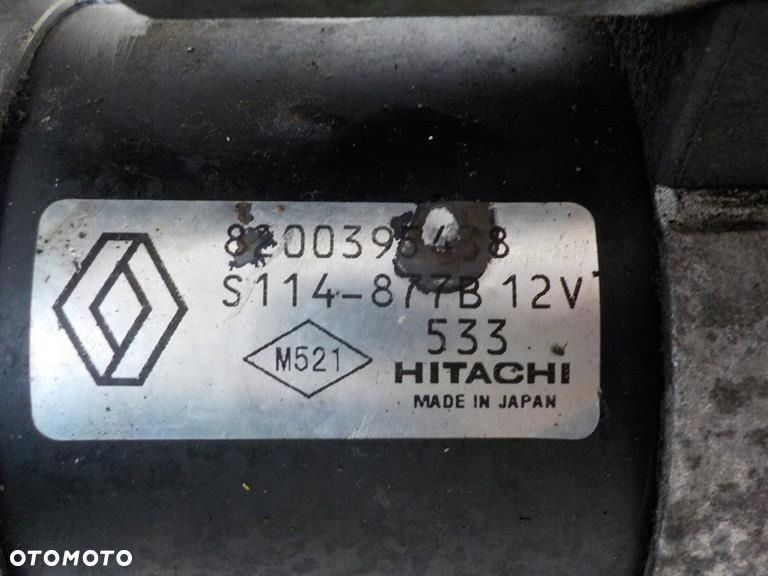 S114-877B 12V
M521
533
HITACHI
MADE IN JAPAN
OTOMOTO